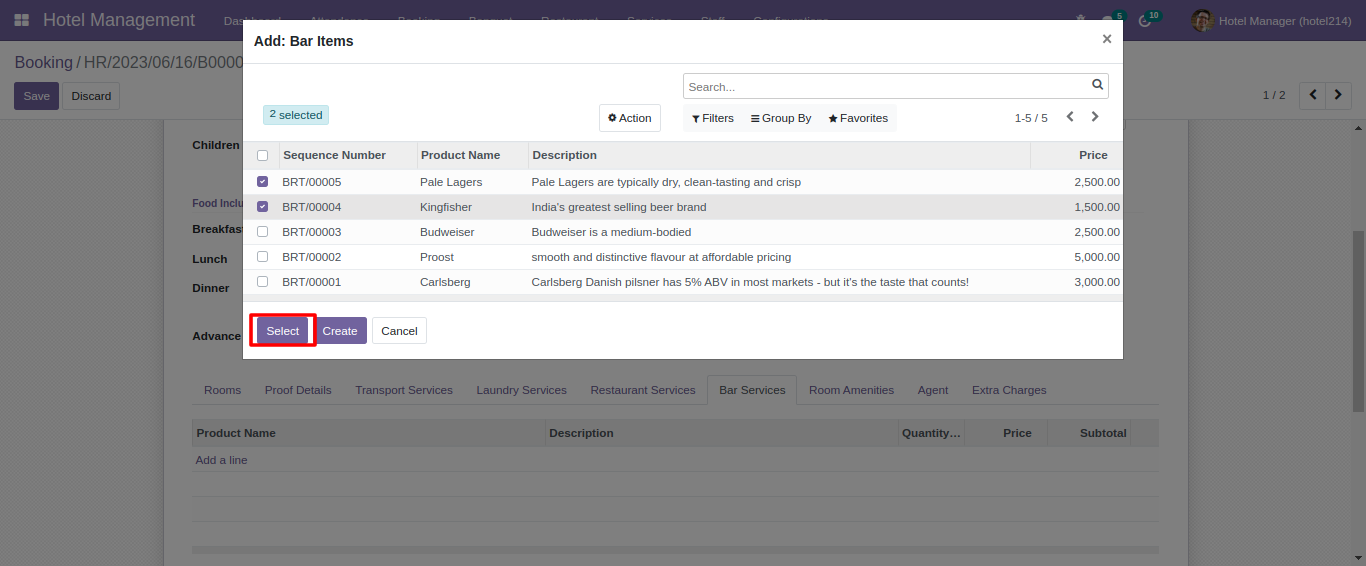 Hotel Management Dashboard Attendance Booking Banquet Restaurant Services Staff Configurations 5 10 Hotel Manager (hotel214)
Add: Bar Items ×
Booking / HR/2023/06/16/B0000
Search...
Save Discard
1 / 2
2 selected
Action Filters Group By Favorites 1-5 / 5
Children
Sequence Number Product Name Description Price
BRT/00005 Pale Lagers Pale Lagers are typically dry, clean-tasting and crisp 2,500.00
Food Inclu
BRT/00004 Kingfisher India's greatest selling beer brand 1,500.00
Breakfast
BRT/00003 Budweiser Budweiser is a medium-bodied 2,500.00
Lunch
BRT/00002 Proost smooth and distinctive flavour at affordable pricing 5,000.00
Dinner
BRT/00001 Carlsberg Carlsberg Danish pilsner has 5% ABV in most markets - but it's the taste that counts! 3,000.00
Advance
Select Create Cancel
Rooms Proof Details Transport Services Laundry Services Restaurant Services Bar Services Room Amenities Agent Extra Charges
Product Name Description Quantity... Price Subtotal
Add a line